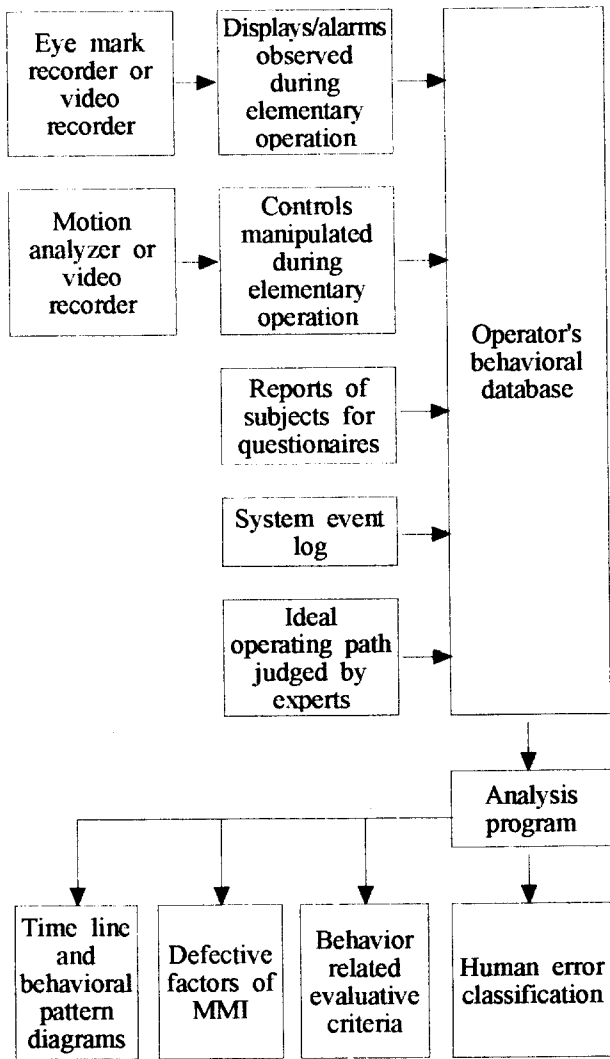 Eye mark
recorder or
video
recorder
Displays/alarms
observed
during
elementary
operation
Motion
analyzer or
video
recorder
Controls
manipulated
during
elementary
operation
Operator's
behavioral
database
Reports of
subjects for
questionaires
System event
log
Ideal
operating path
judged by
experts
Analysis
program
Time line
and
behavioral
pattern
diagrams
Defective
factors of
MMI
Behavior
related
evaluative
criteria
Human error
classification